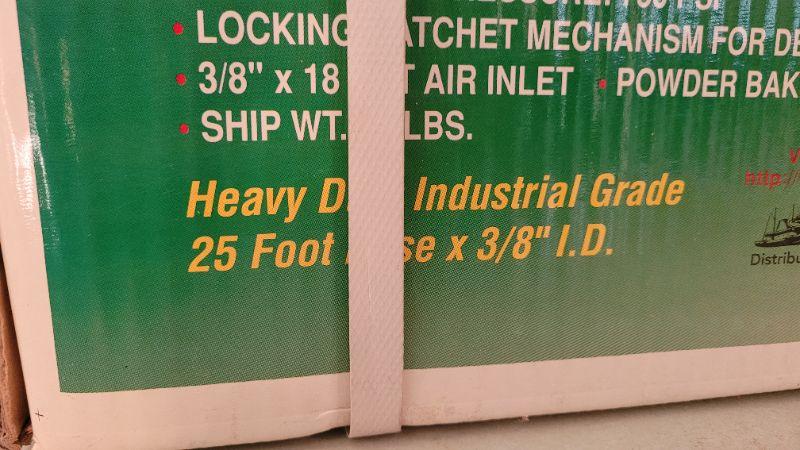 • LOCKING ATCHET MECHANISM FOR DE
• 3/8" x 18 T AIR INLET • POWDER BAK
• SHIP WT. LBS.
http:/
Heavy D Industrial Grade
25 Foot se x 3/8" I.D.
Distribu